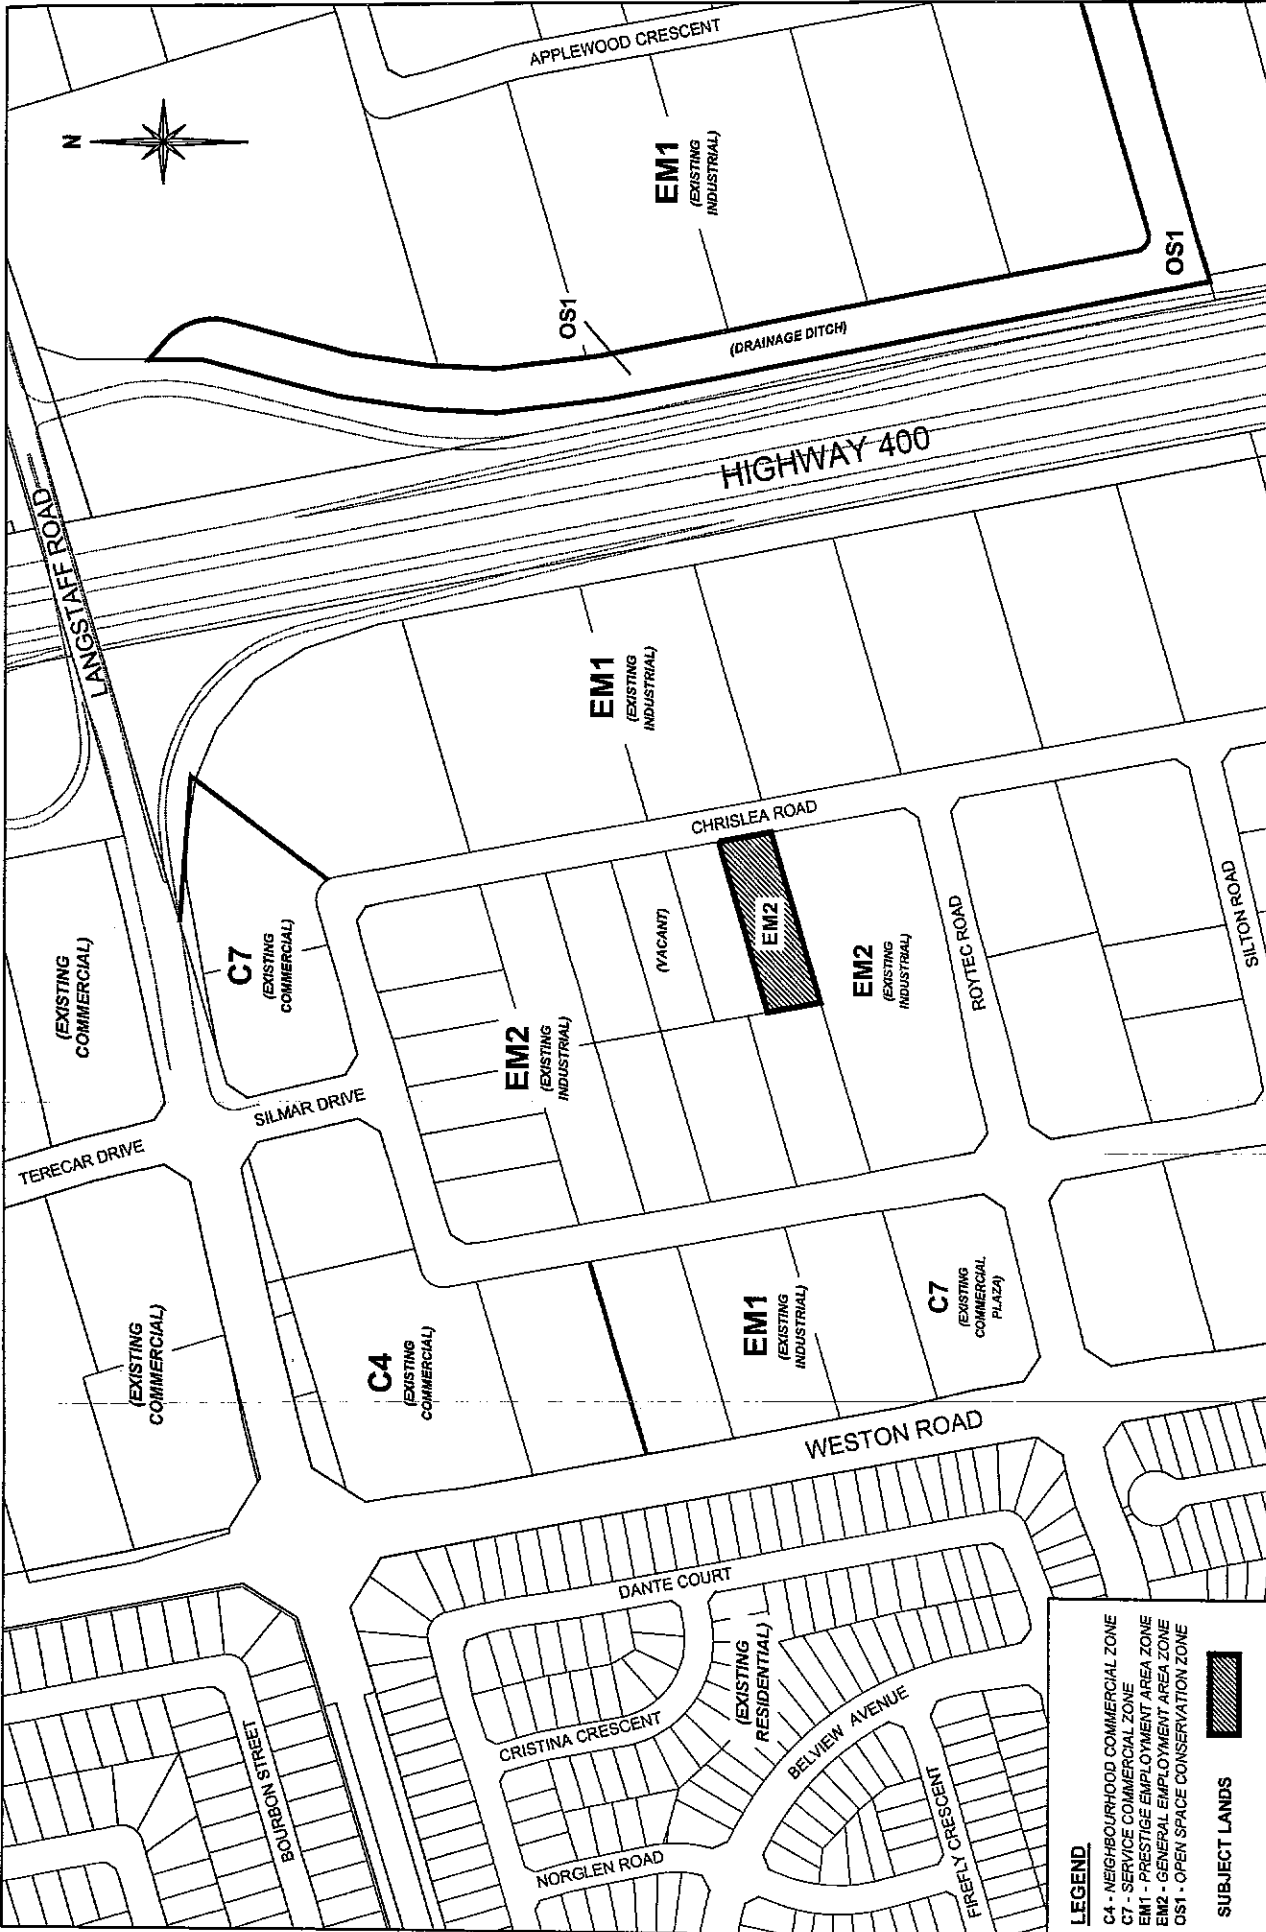 APPLEWOOD CRESCENT
N
EM1
(EXISTING
INDUSTRIAL)
OS1
OS1
(DRAINAGE DITCH)
HIGHWAY 400
LANGSTAFF ROAD
EM1
(EXISTING
INDUSTRIAL)
CHRISLEA ROAD
(EXISTING
COMMERCIAL)
C7
(EXISTING
COMMERCIAL)
(VACANT)
EM2
EM2
(EXISTING
INDUSTRIAL)
ROYTEC ROAD
SILTON ROAD
EM2
(EXISTING
INDUSTRIAL)
SILMAR DRIVE
TERECAR DRIVE
(EXISTING
COMMERCIAL)
C4
(EXISTING
COMMERCIAL)
EM1
(EXISTING
INDUSTRIAL)
C7
(EXISTING
COMMERCIAL
PLAZA)
WESTON ROAD
DANTE COURT
(EXISTING
RESIDENTIAL)
CRISTINA CRESCENT
BELVIEW AVENUE
BOURBON STREET
NORGLEN ROAD
FIREFLY CRESCENT
LEGEND
C4 - NEIGHBOURHOOD COMMERCIAL ZONE
C7 - SERVICE COMMERCIAL ZONE
EM1 - PRESTIGE EMPLOYMENT AREA ZONE
EM2 - GENERAL EMPLOYMENT AREA ZONE
OS1 - OPEN SPACE CONSERVATION ZONE
SUBJECT LANDS